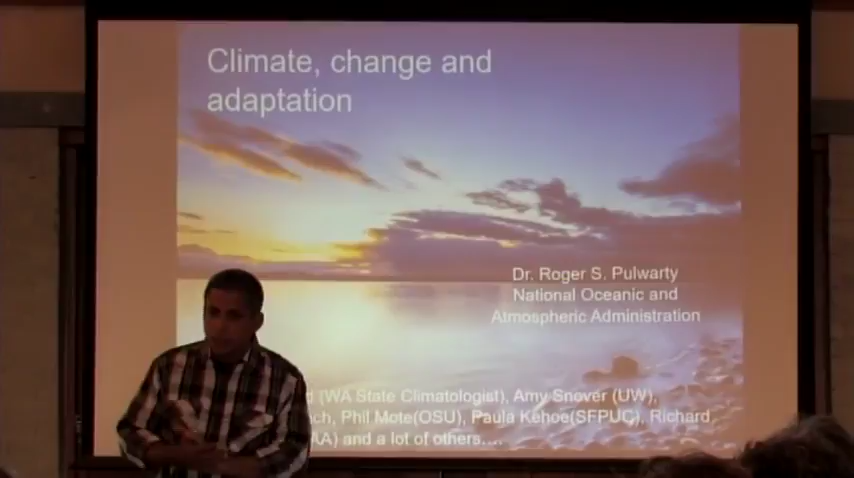 Climate, change and
adaptation
Dr. Roger S. Pulwarty
National Oceanic and
Atmospheric Administration
(WA State Climatologist), Amy Snover (UW),
Phil Mote(OSU), Paula Kehoe(SFPUC), Richard
and a lot of others....